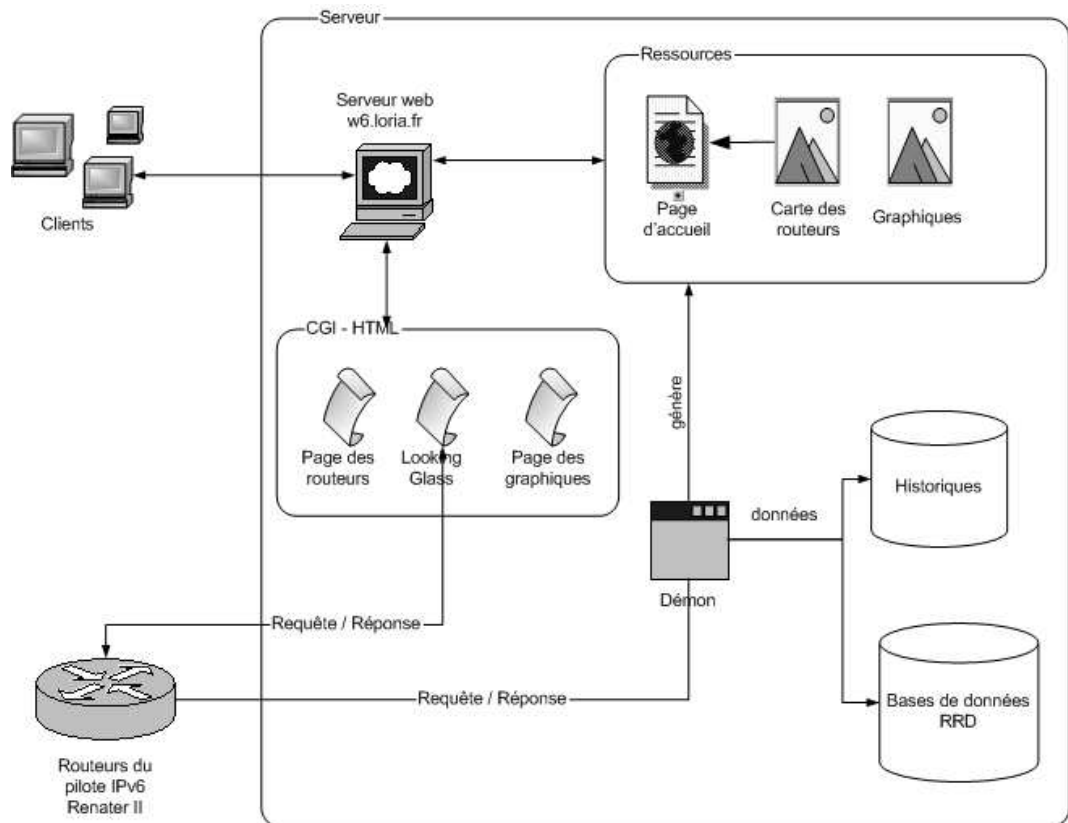 Serveur
Ressources
Serveur web
w6.loria.fr
Clients
Page
d'accueil
Carte des
routeurs
Graphiques
CGI - HTML
Page des
routeurs
Looking
Glass
Page des
graphiques
génère
données
Historiques
Démon
Requête / Réponse
Requête / Réponse
Bases de données
RRD
Routeurs du
pilote IPv6
Renater II